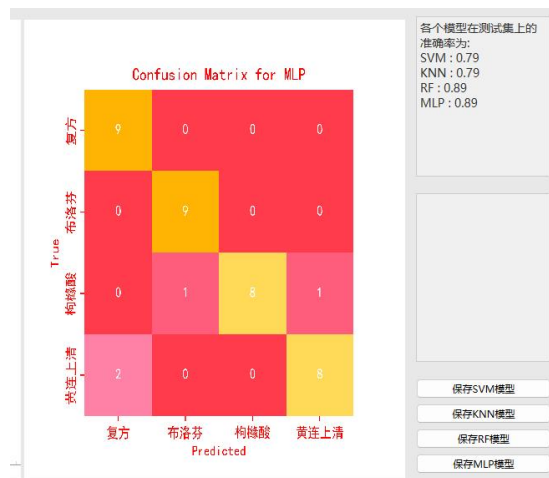 各个模型在测试集上的
准确率为:
SVM : 0.79
KNN : 0.79
RF : 0.89
MLP : 0.89
Confusion Matrix for MLP
True
复方
9 0 0 0
布洛芬
0 9 0 0
枸橼酸
0 1 8 1
黄连上清
2 0 0 8
复方 布洛芬 枸橼酸 黄连上清
Predicted
保存SVM模型
保存KNN模型
保存RF模型
保存MLP模型